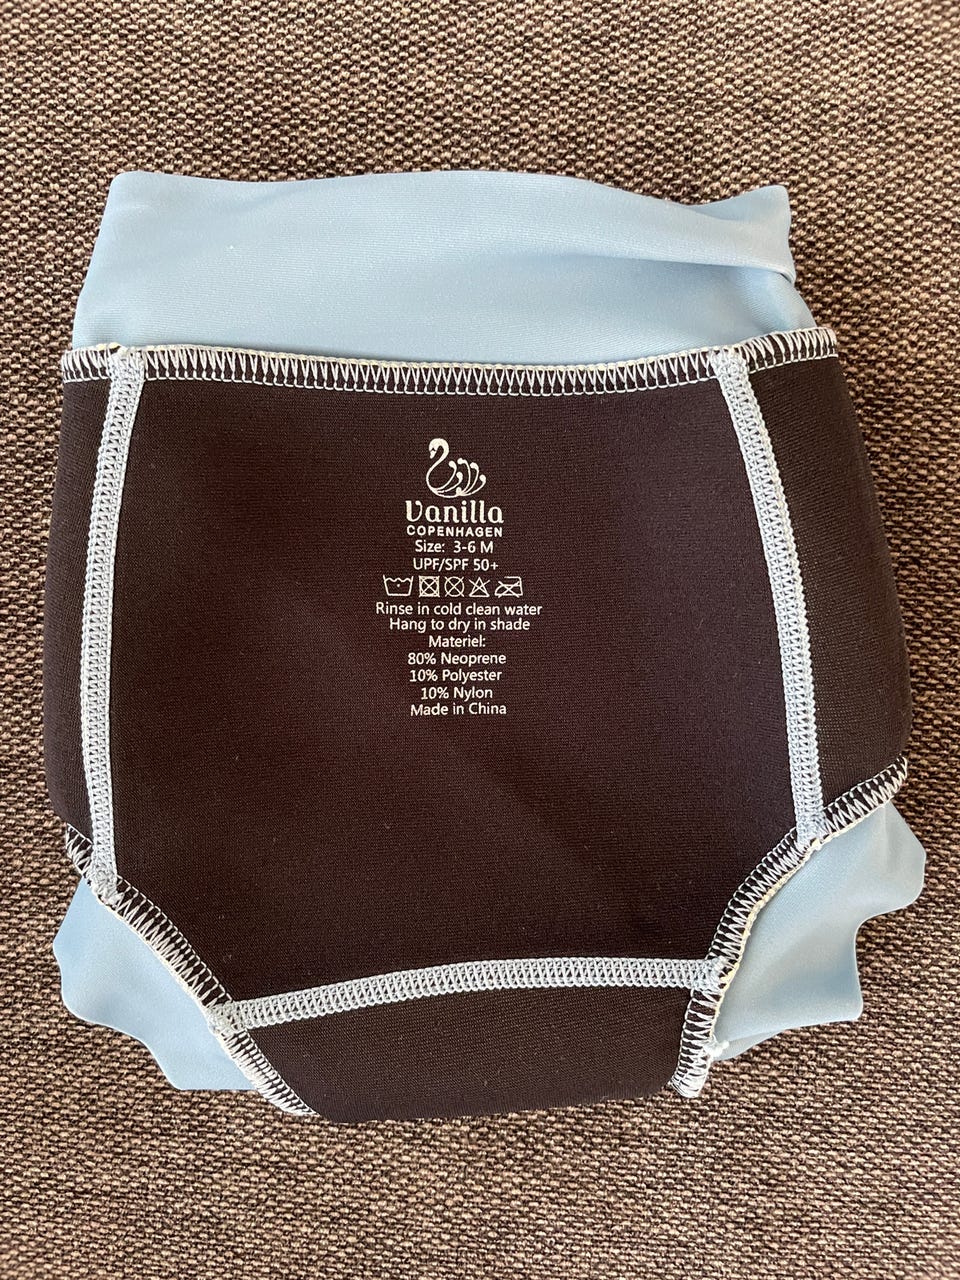 Vanilla
COPENHAGEN
Size: 3-6 M
UPF/SPF 50+
Rinse in cold clean water
Hang to dry in shade
Materiel:
80% Neoprene
10% Polyester
10% Nylon
Made in China